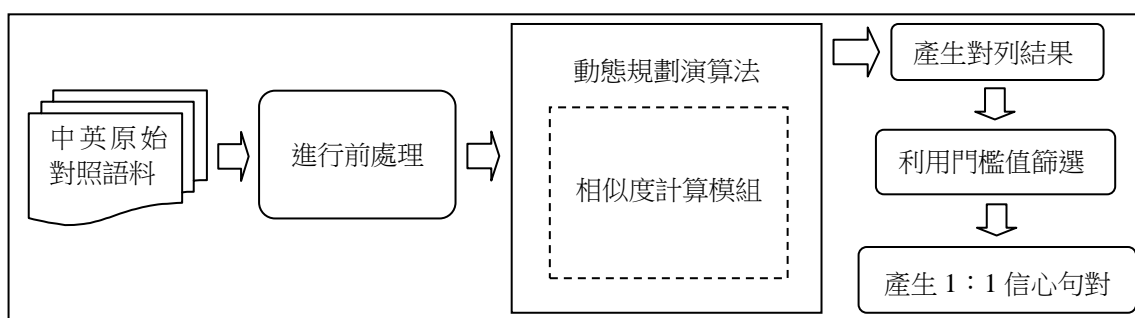 中英原始
對照語料
進行前處理
動態規劃演算法
相似度計算模組
產生對列結果
利用門檻值篩選
產生 1：1 信心句對